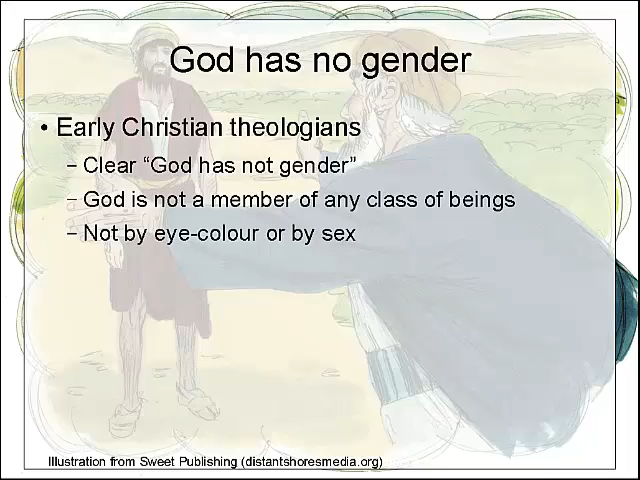 God has no gender
• Early Christian theologians
– Clear “God has not gender”
– God is not a member of any class of beings
– Not by eye-colour or by sex
Illustration from Sweet Publishing (distantshoresmedia.org)